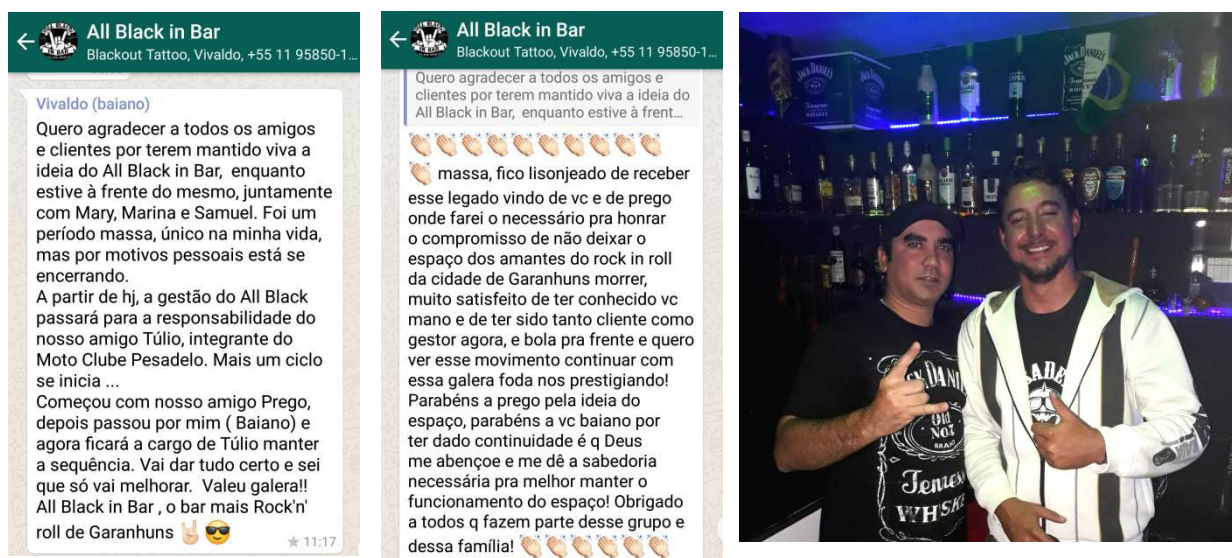 All Black in Bar
Blackout Tattoo, Vivaldo, +55 11 95850-1...
Vivaldo (baiano)
Quero agradecer a todos os amigos
e clientes por terem mantido viva a
ideia do All Black in Bar, enquanto
estive à frente do mesmo, juntamente
com Mary, Marina e Samuel. Foi um
período massa, único na minha vida,
mas por motivos pessoais está se
encerrando.
A partir de hj, a gestão do All Black
passará para a responsabilidade do
nosso amigo Túlio, integrante do
Moto Clube Pesadelo. Mais um ciclo
se inicia ...
Começou com nosso amigo Prego,
depois passou por mim ( Baiano) e
agora ficará a cargo de Túlio manter
a sequência. Vai dar tudo certo e sei
que só vai melhorar. Valeu galera!!
All Black in Bar , o bar mais Rock'n'
roll de Garanhuns 🤘🏻😎
★ 11:17
All Black in Bar
Blackout Tattoo, Vivaldo, +55 11 95850-1...
Quero agradecer a todos os amigos e
clientes por terem mantido viva a ideia do
All Black in Bar, enquanto estive à frent...
👏🏻👏🏻👏🏻👏🏻👏🏻👏🏻👏🏻👏🏻👏🏻👏🏻
👏🏻 massa, fico lisonjeado de receber
esse legado vindo de vc e de prego
onde farei o necessário pra honrar
o compromisso de não deixar o
espaço dos amantes do rock in roll
da cidade de Garanhuns morrer,
muito satisfeito de ter conhecido vc
mano e de ter sido tanto cliente como
gestor agora, e bola pra frente e quero
ver esse movimento continuar com
essa galera foda nos prestigiando!
Parabéns a prego pela ideia do
espaço, parabéns a vc baiano por
ter dado continuidade é q Deus
me abençoe e me dê a sabedoria
necessária pra melhor manter o
funcionamento do espaço! Obrigado
a todos q fazem parte desse grupo e
dessa família! 👏🏻👏🏻👏🏻👏🏻👏🏻👏🏻
JACK DANIEL'S
WHISKEY
JACK DANI
Old
No.7
BRAND
Tennes
WHISKE
SADE